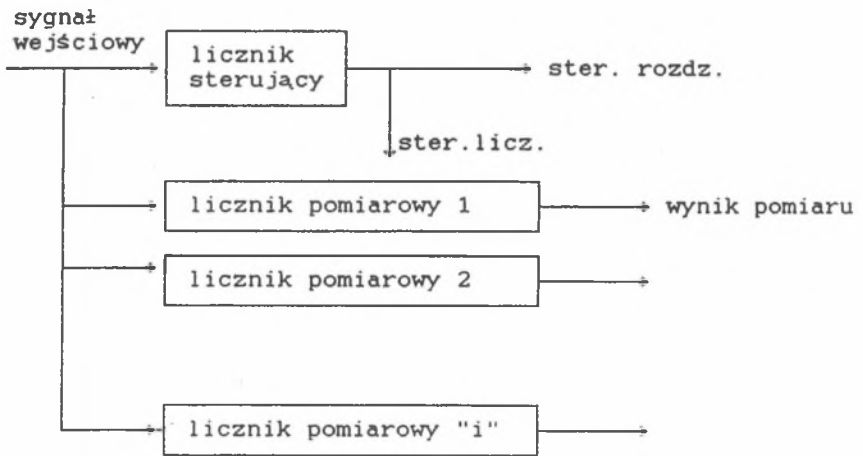 sygnał
wejściowy
licznik
sterujący
ster. rozdz.
ster.licz.
licznik pomiarowy 1
wynik pomiaru
licznik pomiarowy 2
licznik pomiarowy "i"